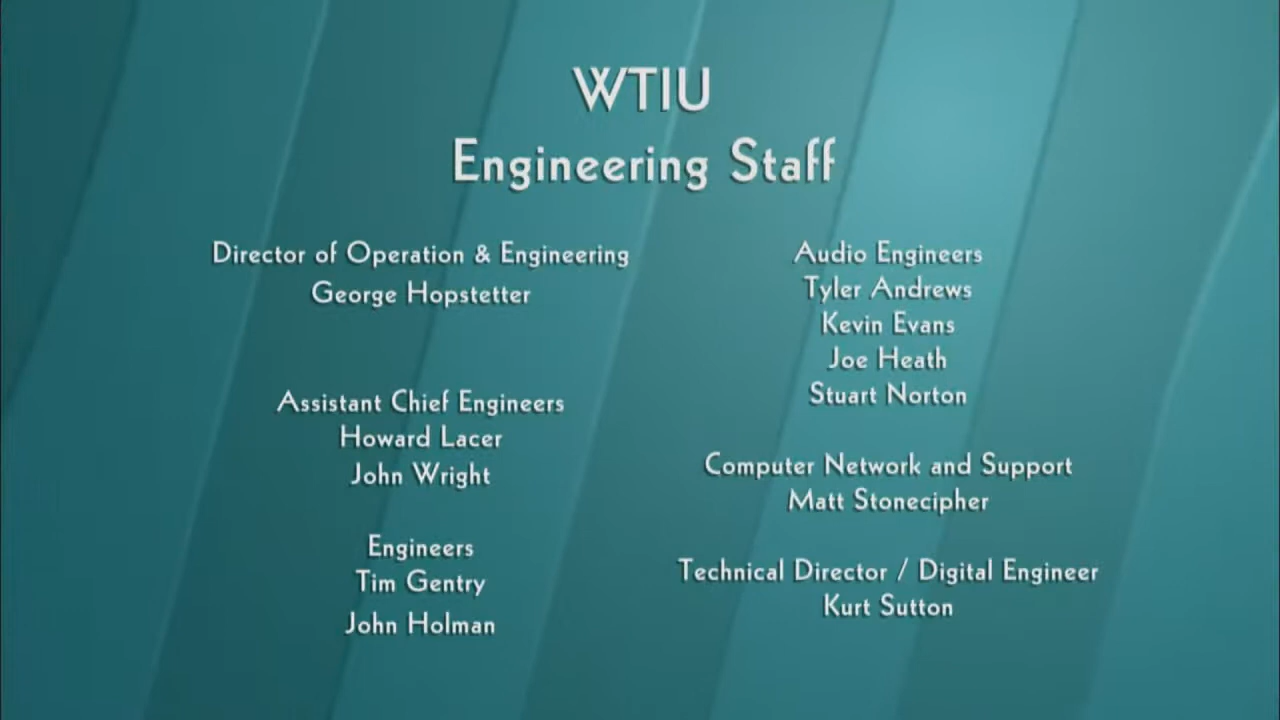 WTIU
Engineering Staff
Director of Operation & Engineering
George Hopstetter
Assistant Chief Engineers
Howard Lacer
John Wright
Engineers
Tim Gentry
John Holman
Audio Engineers
Tyler Andrews
Kevin Evans
Joe Heath
Stuart Norton
Computer Network and Support
Matt Stonecipher
Technical Director / Digital Engineer
Kurt Sutton